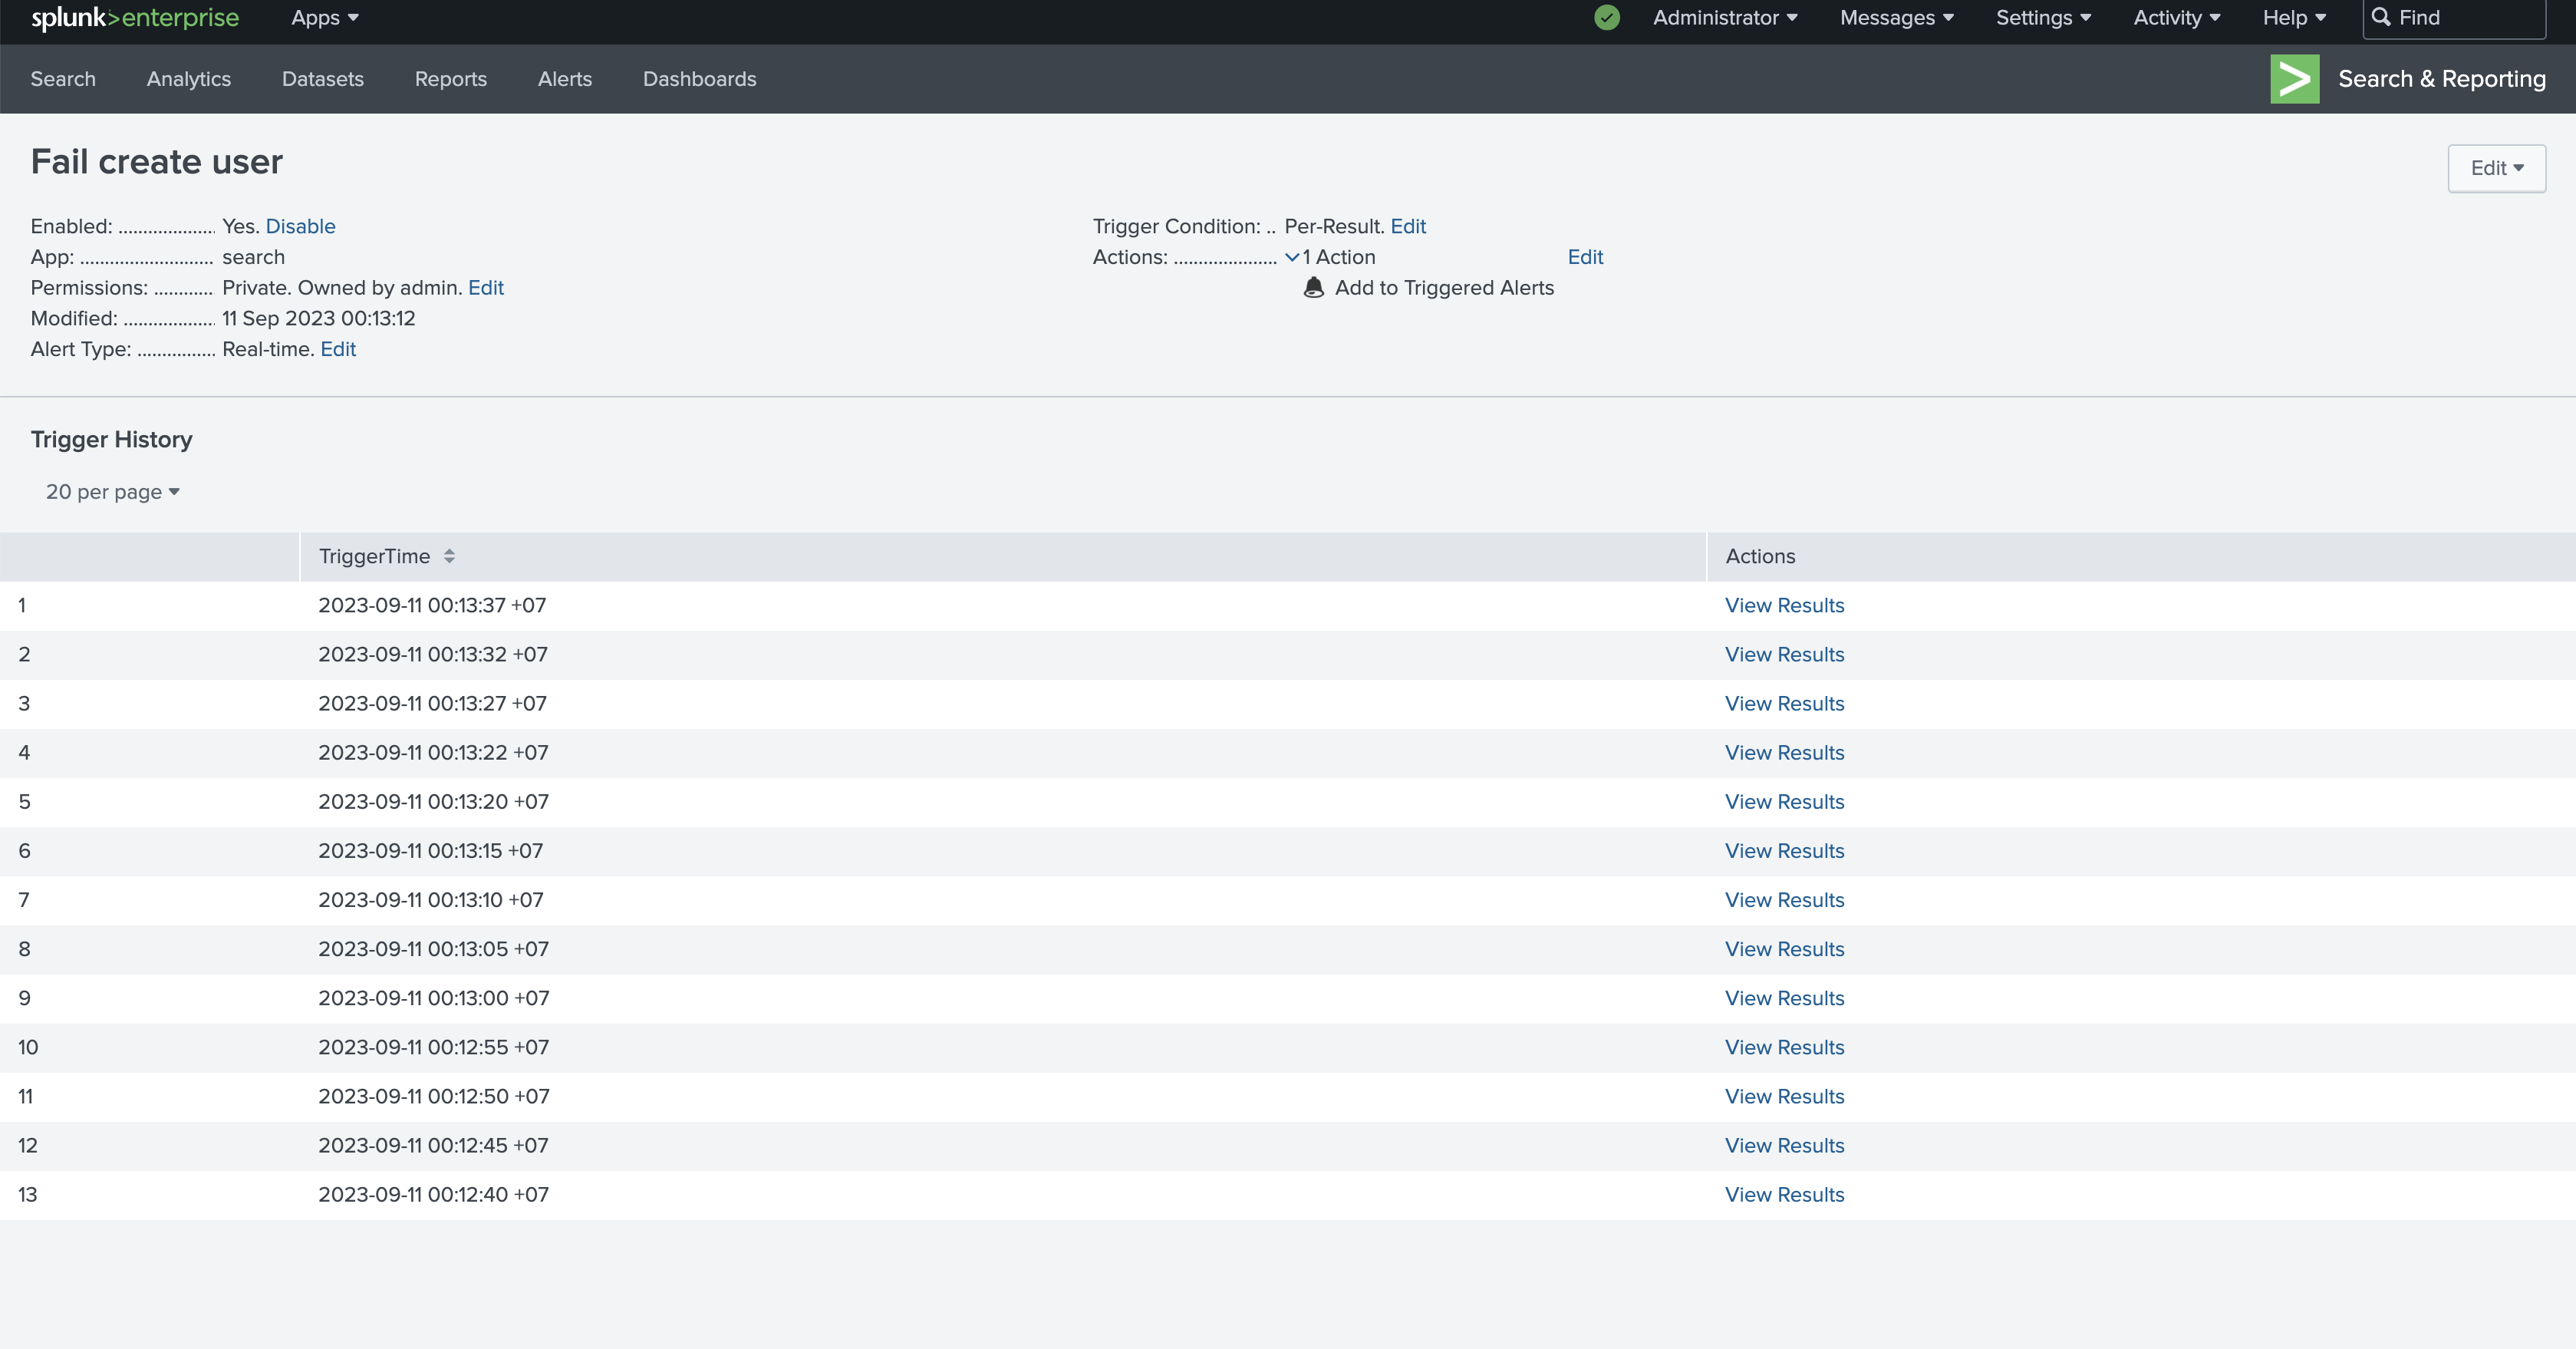 splunk>enterprise Apps Administrator Messages Settings Activity Help Find
Search Analytics Datasets Reports Alerts Dashboards Search & Reporting
Fail create user
Edit
Enabled: .................... Yes. Disable
App: ........................... search
Permissions: ............ Private. Owned by admin. Edit
Modified: ................... 11 Sep 2023 00:13:12
Alert Type: ................ Real-time. Edit
Trigger Condition: .. Per-Result. Edit
Actions: ..................... 1 Action Edit
Add to Triggered Alerts
Trigger History
20 per page
TriggerTime Actions
1 2023-09-11 00:13:37 +07 View Results
2 2023-09-11 00:13:32 +07 View Results
3 2023-09-11 00:13:27 +07 View Results
4 2023-09-11 00:13:22 +07 View Results
5 2023-09-11 00:13:20 +07 View Results
6 2023-09-11 00:13:15 +07 View Results
7 2023-09-11 00:13:10 +07 View Results
8 2023-09-11 00:13:05 +07 View Results
9 2023-09-11 00:13:00 +07 View Results
10 2023-09-11 00:12:55 +07 View Results
11 2023-09-11 00:12:50 +07 View Results
12 2023-09-11 00:12:45 +07 View Results
13 2023-09-11 00:12:40 +07 View Results